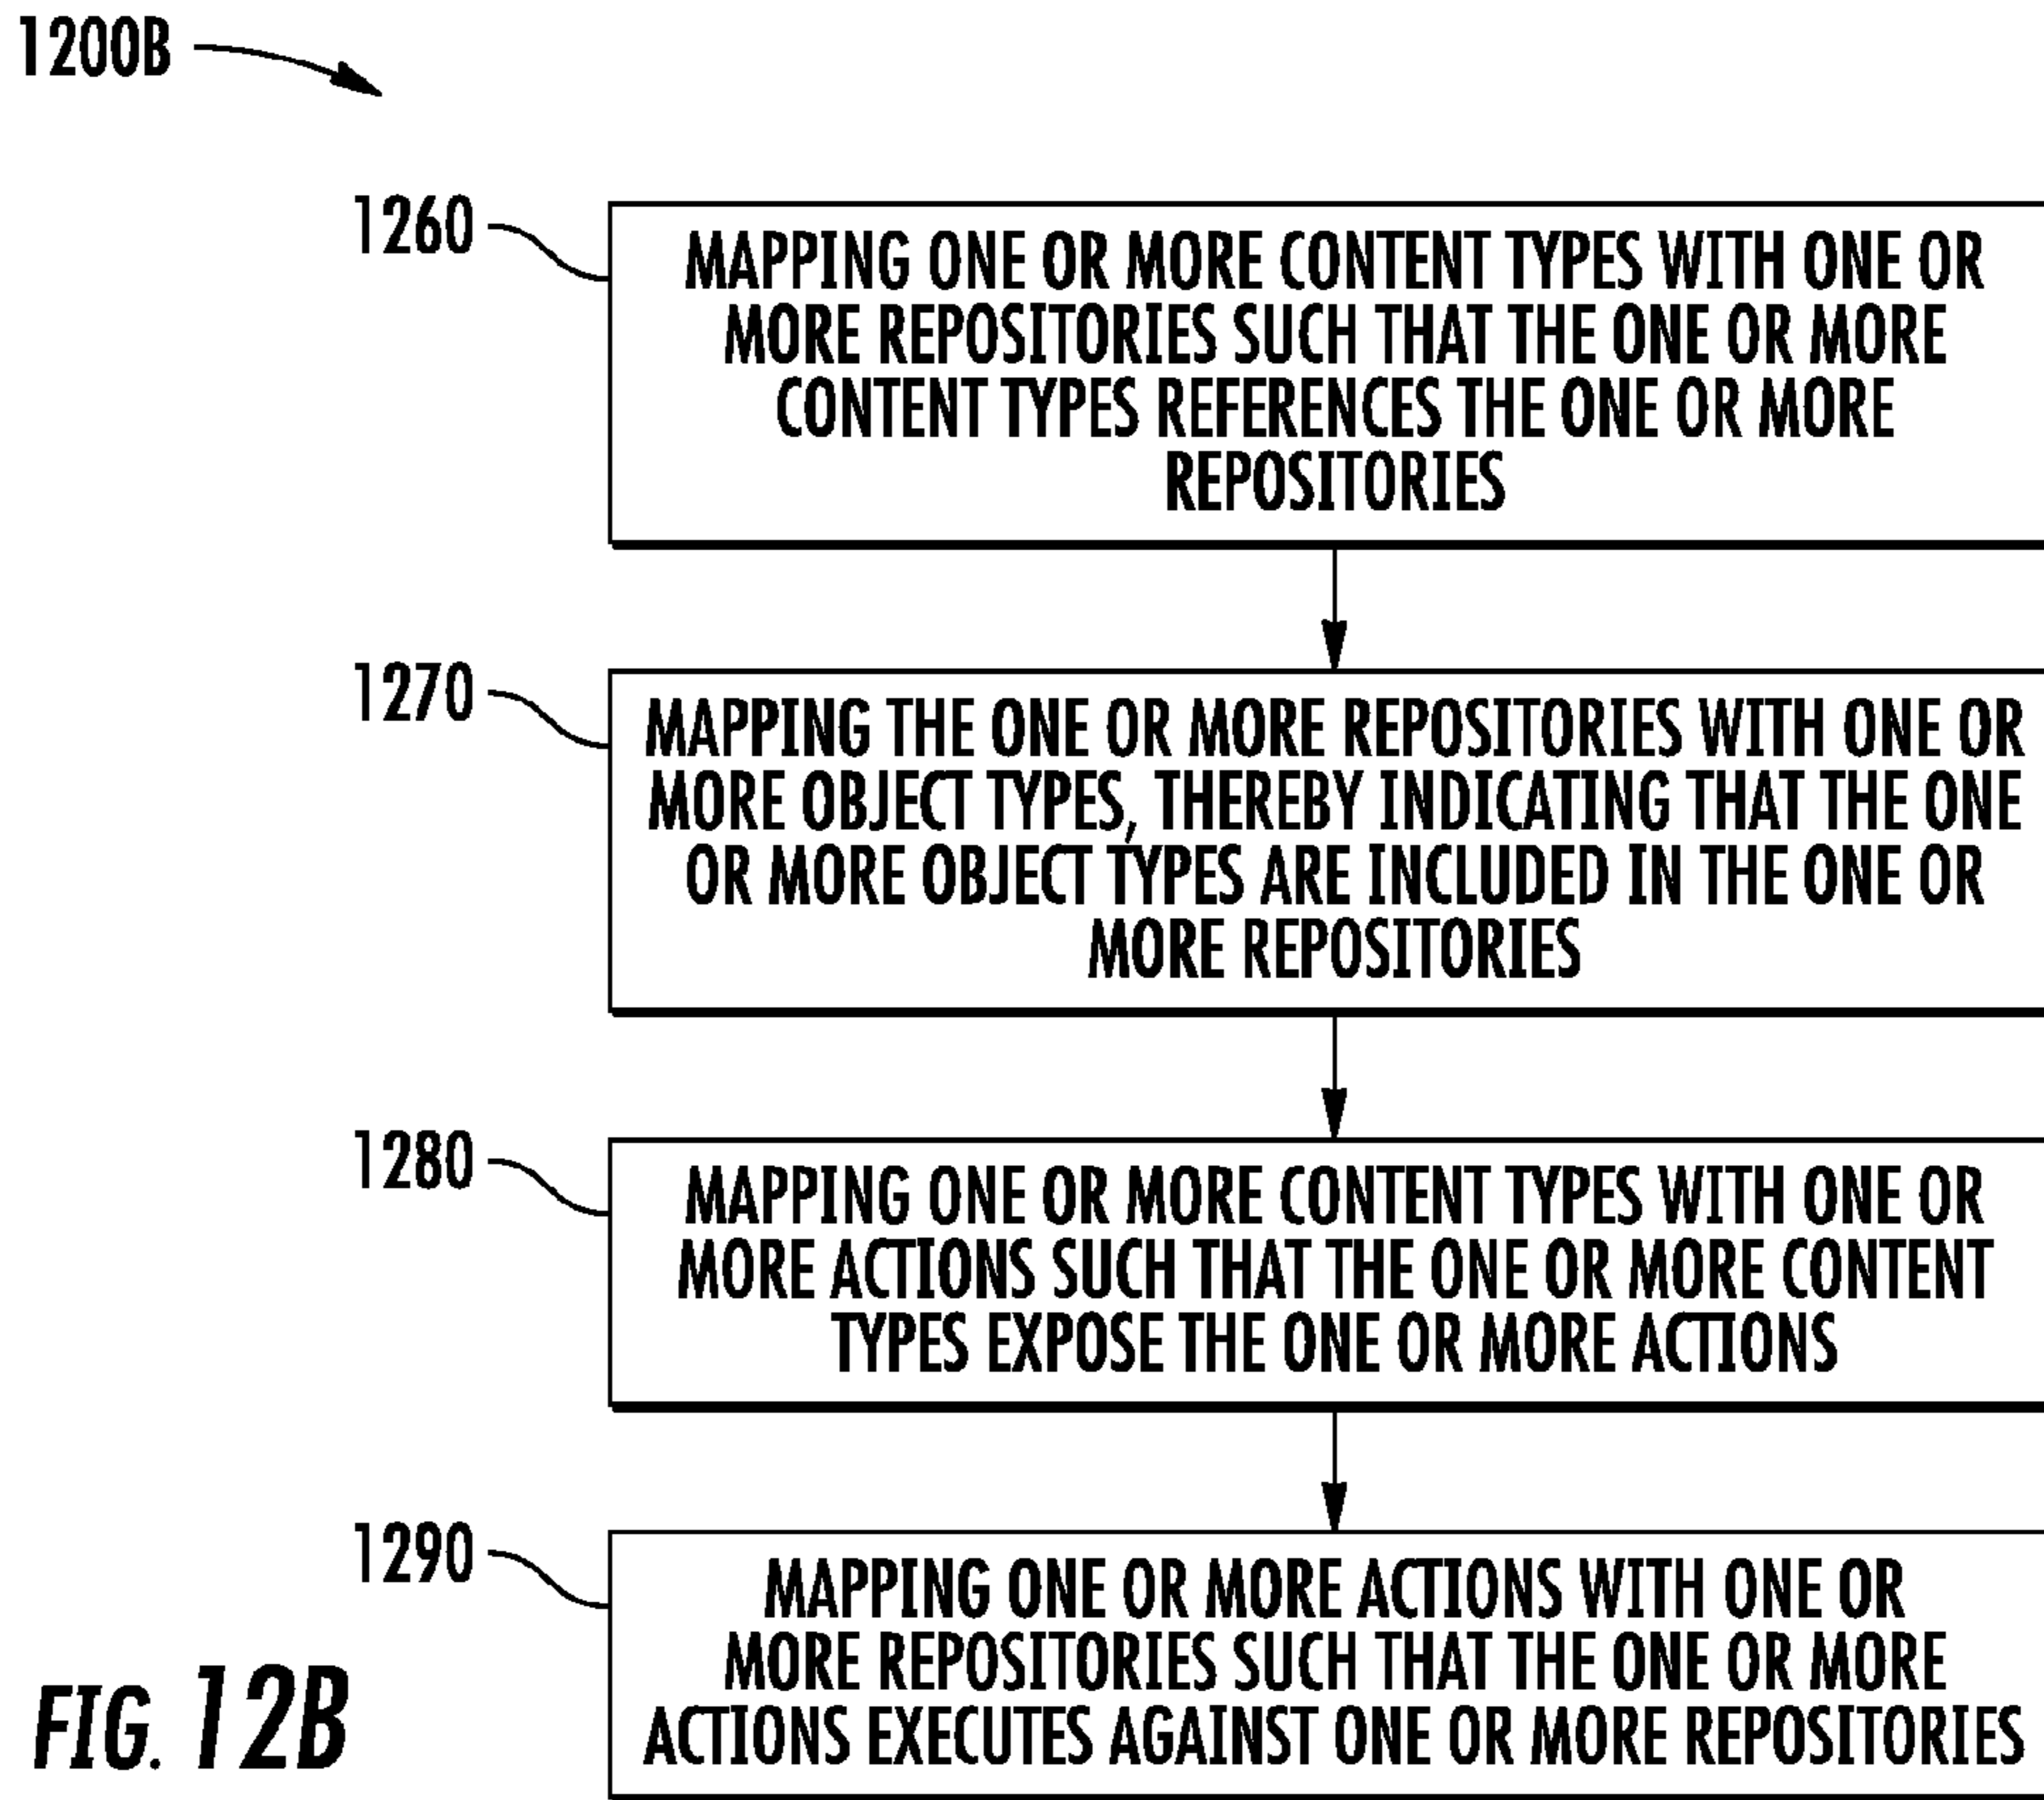 1200B
1260
MAPPING ONE OR MORE CONTENT TYPES WITH ONE OR
MORE REPOSITORIES SUCH THAT THE ONE OR MORE
CONTENT TYPES REFERENCES THE ONE OR MORE
REPOSITORIES
1270
MAPPING THE ONE OR MORE REPOSITORIES WITH ONE OR
MORE OBJECT TYPES, THEREBY INDICATING THAT THE ONE
OR MORE OBJECT TYPES ARE INCLUDED IN THE ONE OR
MORE REPOSITORIES
1280
MAPPING ONE OR MORE CONTENT TYPES WITH ONE OR
MORE ACTIONS SUCH THAT THE ONE OR MORE CONTENT
TYPES EXPOSE THE ONE OR MORE ACTIONS
1290
MAPPING ONE OR MORE ACTIONS WITH ONE OR
MORE REPOSITORIES SUCH THAT THE ONE OR MORE
ACTIONS EXECUTES AGAINST ONE OR MORE REPOSITORIES
FIG. 12B